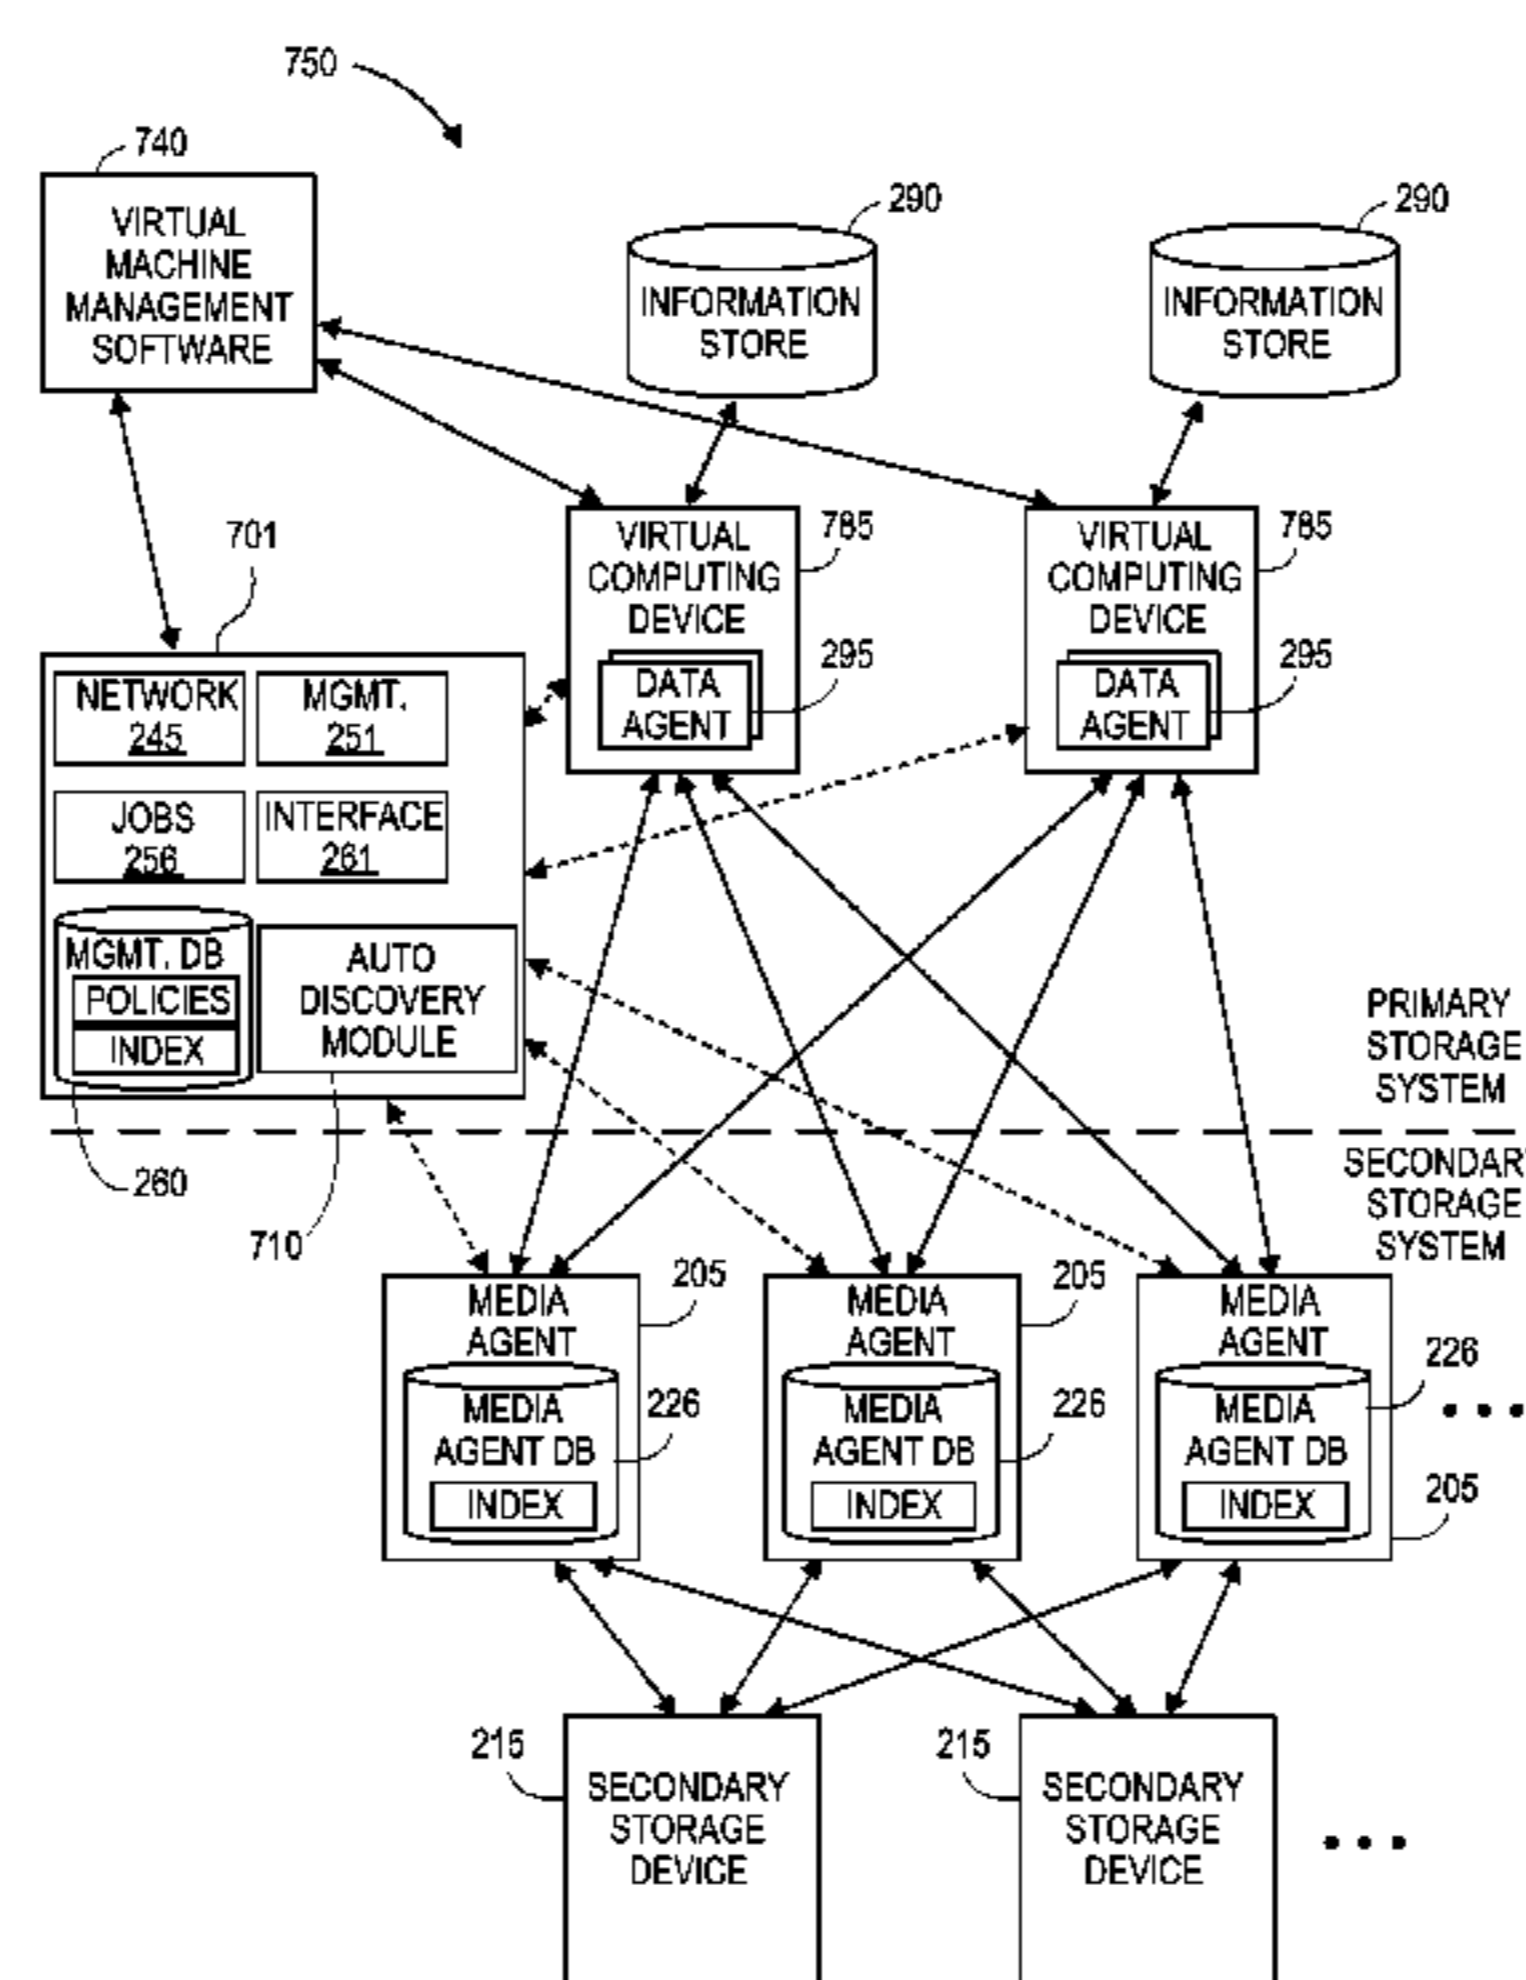 750
740
VIRTUAL
MACHINE
MANAGEMENT
SOFTWARE
290
INFORMATION
STORE
290
INFORMATION
STORE
701
NETWORK
245
MGMT.
251
JOBS
256
INTERFACE
261
MGMT. DB
POLICIES
INDEX
AUTO
DISCOVERY
MODULE
260
710
VIRTUAL
COMPUTING
DEVICE
785
DATA
AGENT
295
VIRTUAL
COMPUTING
DEVICE
785
DATA
AGENT
295
PRIMARY
STORAGE
SYSTEM
SECONDAR
STORAGE
SYSTEM
MEDIA
AGENT
205
MEDIA
AGENT DB
226
INDEX
MEDIA
AGENT
205
MEDIA
AGENT DB
226
INDEX
MEDIA
AGENT
226
MEDIA
AGENT DB
205
INDEX
215
SECONDARY
STORAGE
DEVICE
215
SECONDARY
STORAGE
DEVICE